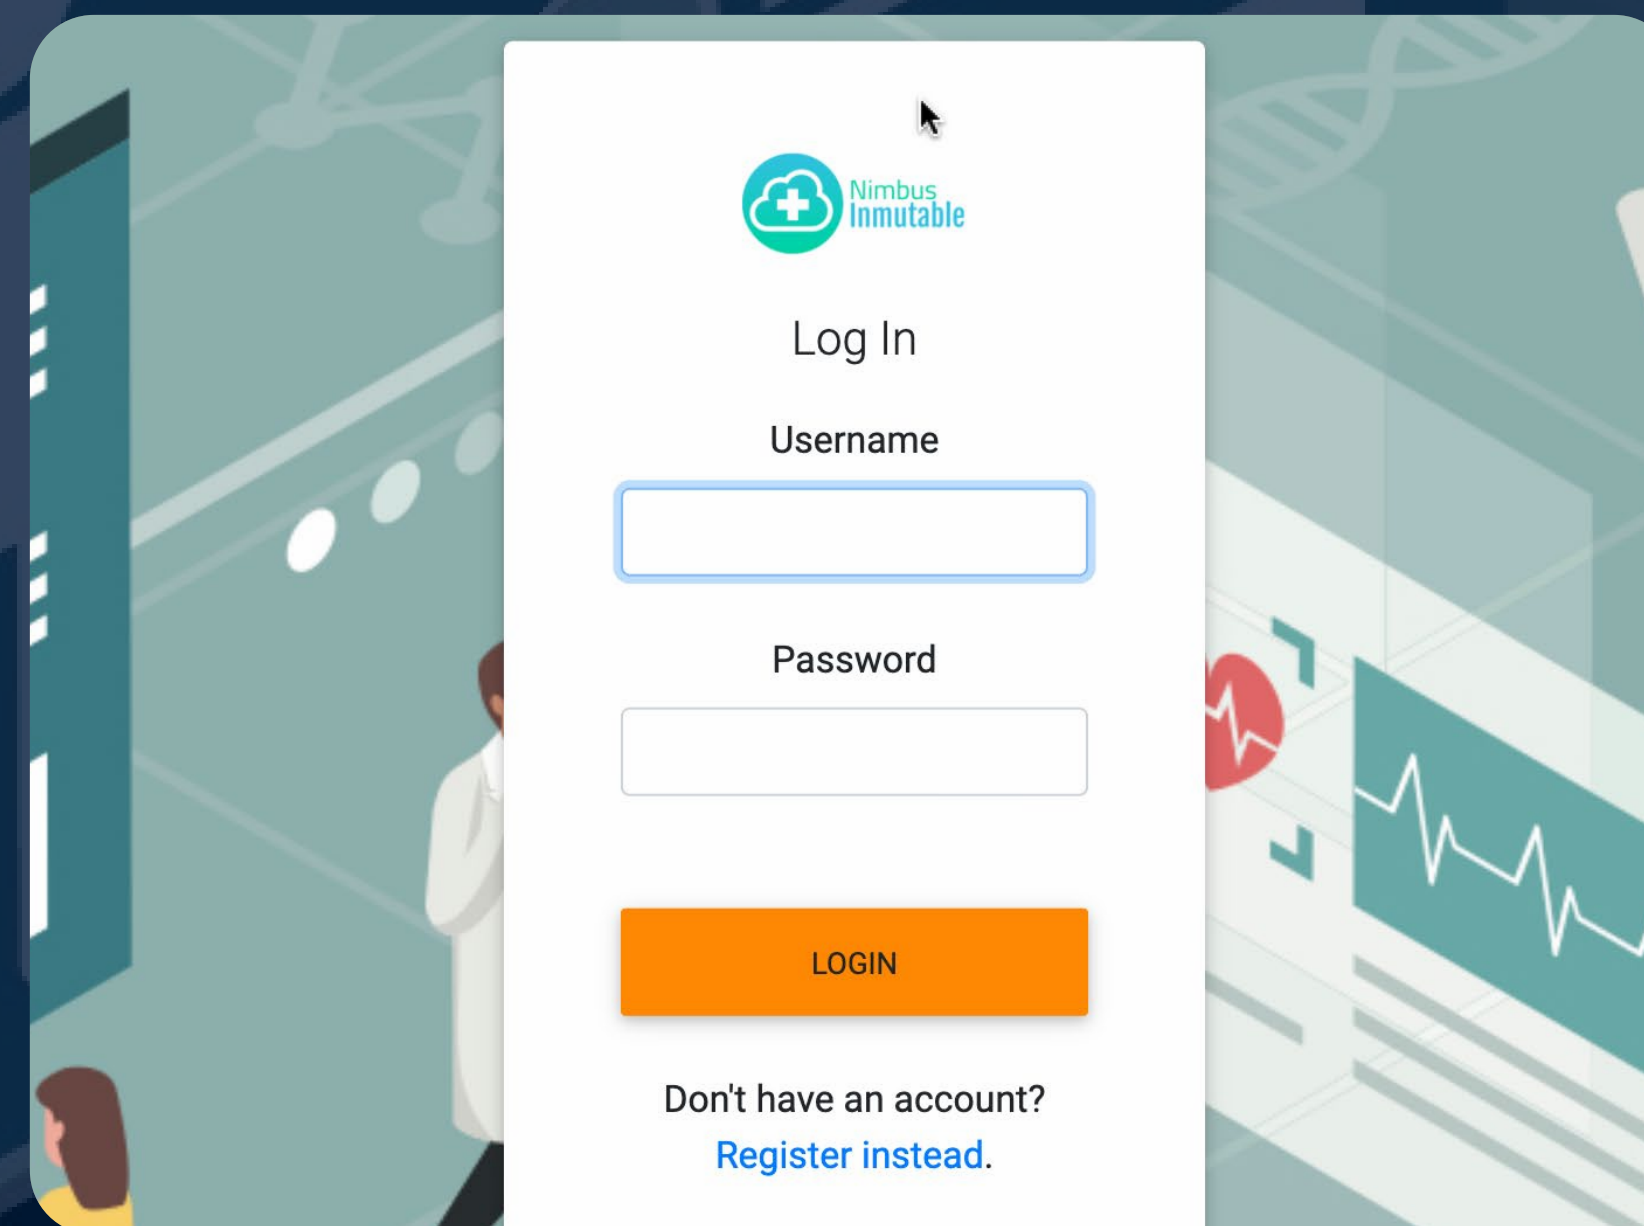 Nimbus
Inmutable
Log In
Username
Password
LOGIN
Don't have an account?
Register instead.